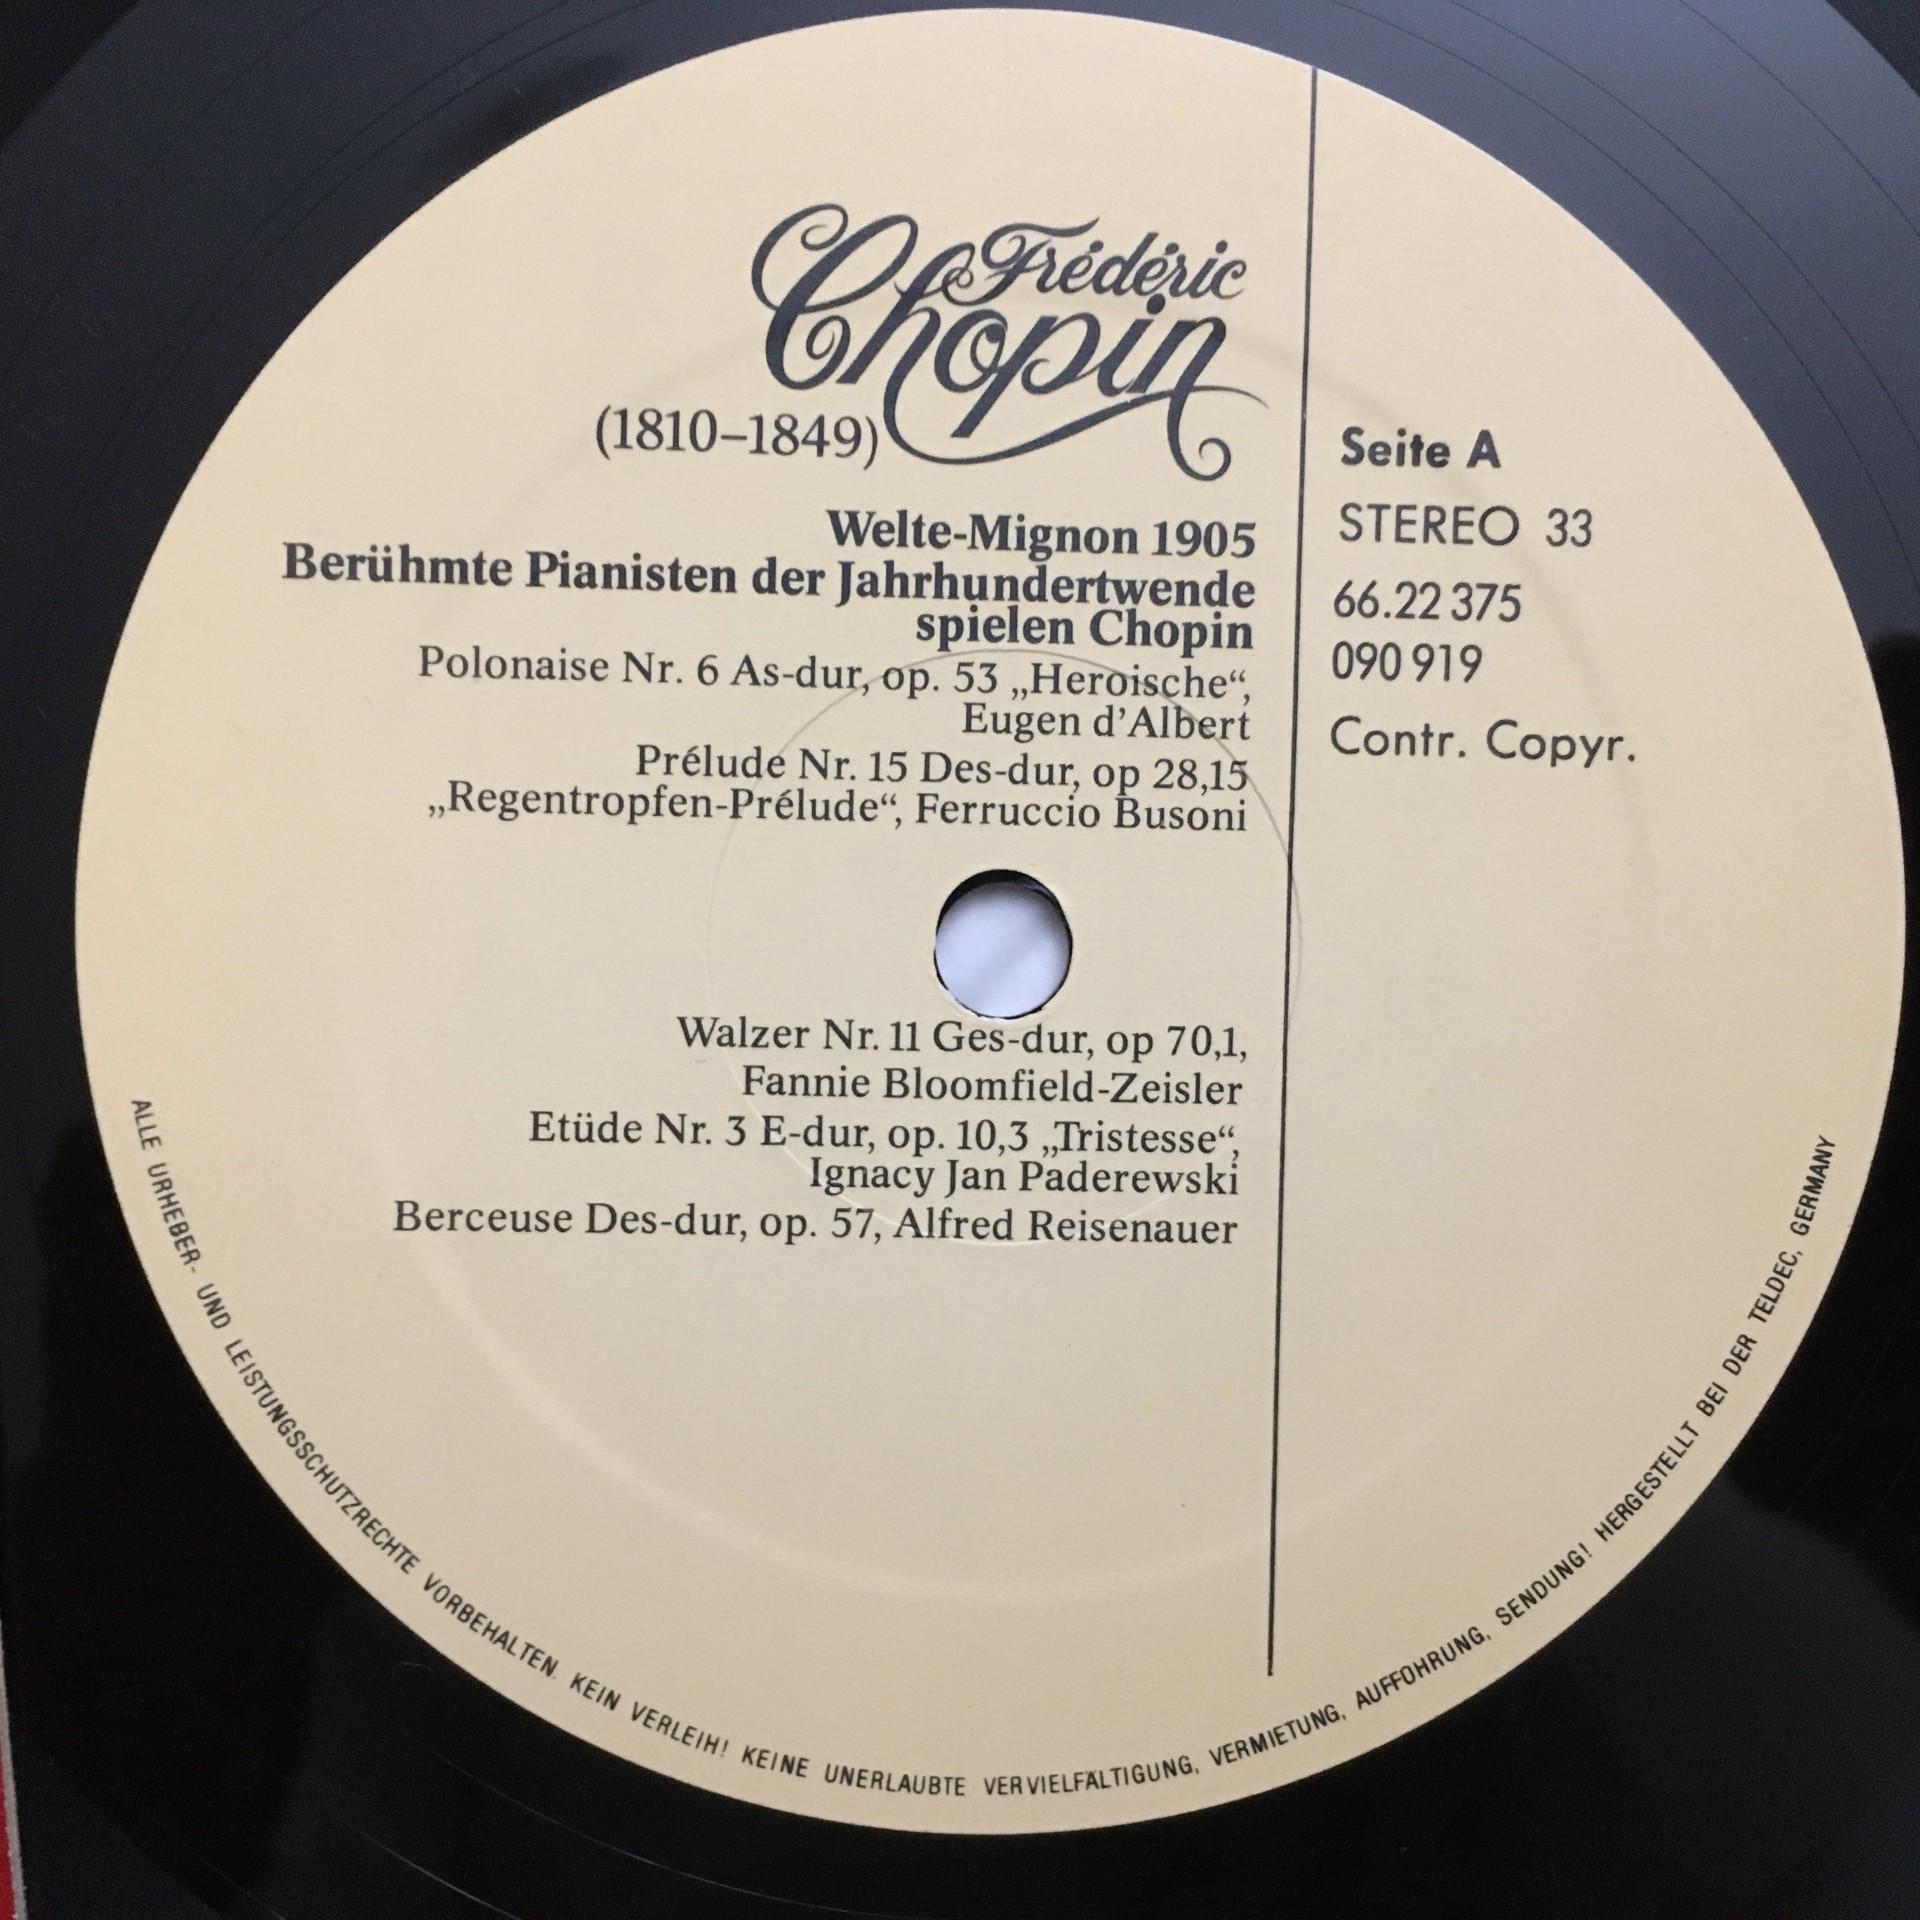 Frédéric
Chopin
(1810–1849)
Welte-Mignon 1905
Berühmte Pianisten der Jahrhundertwende
spielen Chopin
Polonaise Nr. 6 As-dur, op. 53 „Heroische“,
Eugen d’Albert
Prélude Nr. 15 Des-dur, op 28,15
„Regentropfen-Prélude“, Ferruccio Busoni
Walzer Nr. 11 Ges-dur, op 70,1,
Fannie Bloomfield-Zeisler
Etüde Nr. 3 E-dur, op. 10,3 „Tristesse“,
Ignacy Jan Paderewski
Berceuse Des-dur, op. 57, Alfred Reisenauer
Seite A
STEREO 33
66.22 375
090 919
Contr. Copyr.
ALLE URHEBER- UND LEISTUNGSSCHUTZRECHTE VORBEHALTEN. KEIN VERLEIH! KEINE UNERLAUBTE VERVIELFÄLTIGUNG, VERMIETUNG, AUFFOHRUNG, SENDUNG! HERGESTELLT BEI DER TELDEC, GERMANY